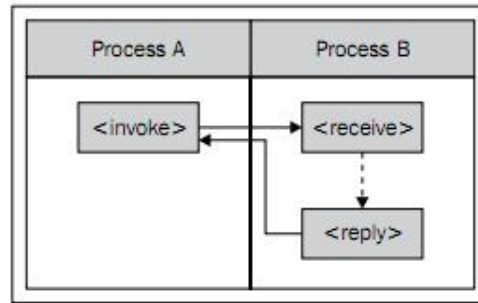 Process A
Process B
<invoke>
<receive>
<reply>